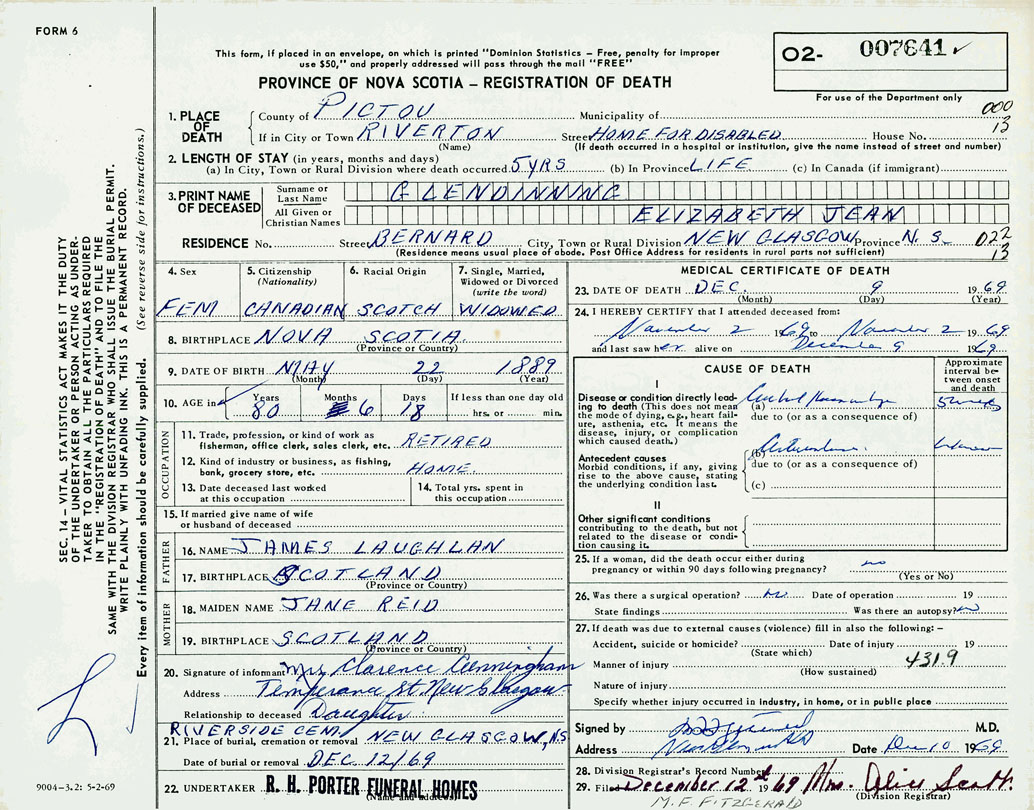 FORM 6
This form, if placed in an envelope, on which is printed "Dominion Statistics – Free, penalty for improper
use $50," and properly addressed will pass through the mail "FREE"
PROVINCE OF NOVA SCOTIA – REGISTRATION OF DEATH
O2- 007641 ✓
For use of the Department only
000
13
1. PLACE OF DEATH
County of PICTOU Municipality of
If in City or Town RIVERTON Street HOME FOR DISABLED House No.
(Name) (If death occurred in a hospital or institution, give the name instead of street and number)
2. LENGTH OF STAY (in years, months and days)
(a) In City, Town or Rural Division where death occurred 5 YRS (b) In Province LIFE (c) In Canada (if immigrant)
3. PRINT NAME OF DECEASED
Surname or Last Name GLENDINNING
All Given or Christian Names ELIZABETH JEAN
RESIDENCE No. Street BERNARD City, Town or Rural Division NEW GLASGOW Province N. S. 022
(Residence means usual place of abode. Post Office Address for residents in rural parts not sufficient) 13
4. Sex FEM
5. Citizenship (Nationality) CANADIAN
6. Racial Origin SCOTCH
7. Single, Married, Widowed or Divorced (write the word) WIDOWED
8. BIRTHPLACE NOVA SCOTIA
(Province or Country)
9. DATE OF BIRTH MAY 22 1889
(Month) (Day) (Year)
10. AGE in Years 80 Months 6 Days 18 If less than one day old hrs. or min.
OCCUPATION
11. Trade, profession, or kind of work as fisherman, office clerk, sales clerk, etc. RETIRED
12. Kind of industry or business, as fishing, bank, grocery store, etc. HOME
13. Date deceased last worked at this occupation
14. Total yrs. spent in this occupation
15. If married give name of wife or husband of deceased
FATHER
16. NAME JAMES LAUGHLAN
17. BIRTHPLACE SCOTLAND
(Province or Country)
MOTHER
18. MAIDEN NAME JANE REID
19. BIRTHPLACE SCOTLAND
(Province or Country)
20. Signature of informant Mrs Clarence Cunningham
Address Temperance St. New Glasgow
Relationship to deceased Daughter
RIVERSIDE CEM.
21. Place of burial, cremation or removal NEW GLASGOW, N.S
Date of burial or removal DEC. 12/69
22. UNDERTAKER R. H. PORTER FUNERAL HOMES
(Name and address)
MEDICAL CERTIFICATE OF DEATH
23. DATE OF DEATH DEC. 9 1969
(Month) (Day) (Year)
24. I HEREBY CERTIFY that I attended deceased from:
November 2 1969 to November 2 1969
and last saw her alive on December 9 1969
CAUSE OF DEATH
Approximate interval between onset and death
I
Disease or condition directly leading to death (This does not mean the mode of dying, e.g., heart failure, asthenia, etc. It means the disease, injury, or complication which caused death.)
(a) 5 weeks
due to (or as a consequence of)
Antecedent causes
Morbid conditions, if any, giving rise to the above cause, stating the underlying condition last.
(b)
due to (or as a consequence of)
(c)
II
Other significant conditions contributing to the death, but not related to the disease or condition causing it.
25. If a woman, did the death occur either during pregnancy or within 90 days following pregnancy? no
(Yes or No)
26. Was there a surgical operation? no Date of operation 19
State findings Was there an autopsy? no
27. If death was due to external causes (violence) fill in also the following: –
Accident, suicide or homicide? Date of injury 19
(State which) 431.9
Manner of injury
(How sustained)
Nature of injury
Specify whether injury occurred in industry, in home, or in public place
Signed by M.D.
Address Date Dec 10 1969
28. Division Registrar's Record Number
29. Filed December 12th 1969 Mrs. Alice Scott.
(Division Registrar)
M. F. FITZGERALD
SEC. 14 – VITAL STATISTICS ACT MAKES IT THE DUTY
OF THE UNDERTAKER OR PERSON ACTING AS UNDER-
TAKER TO OBTAIN ALL THE PARTICULARS REQUIRED
IN THE "REGISTRATION OF DEATH" AND TO FILE THE
SAME WITH THE DIVISION REGISTRAR WHO SHALL ISSUE THE BURIAL PERMIT.
WRITE PLAINLY WITH UNFADING INK. THIS IS A PERMANENT RECORD.
Every item of information should be carefully supplied. (See reverse side for instructions.)
9004–3.2: 5-2-69